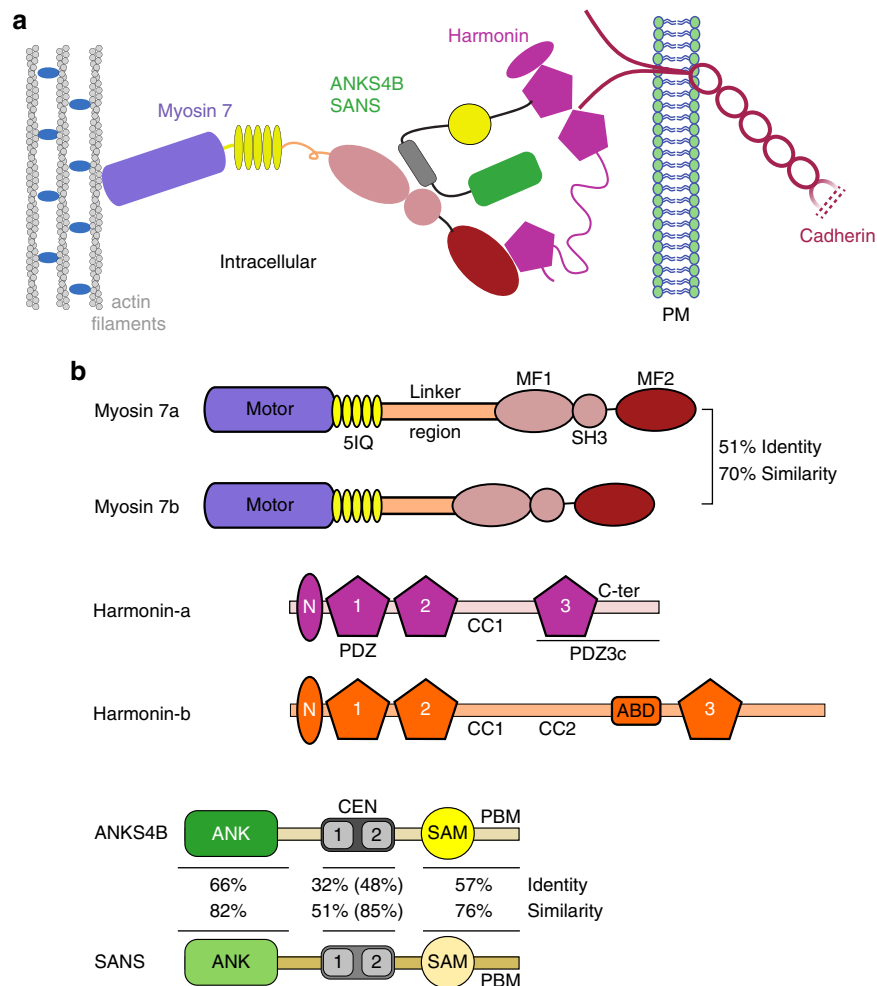 a
Harmonin
ANKS4B
SANS
Myosin 7
Cadherin
Intracellular
actin
filaments
PM
b
MF1
MF2
Linker
Myosin 7a
Motor
region
5IQ
SH3
51% Identity
70% Similarity
Myosin 7b
Motor
C-ter
Harmonin-a
N
1
2
3
CC1
PDZ
PDZ3c
Harmonin-b
N
1
2
ABD
3
CC1
CC2
CEN
PBM
ANKS4B
ANK
1
2
SAM
66%
32% (48%)
57%
Identity
82%
51% (85%)
76%
Similarity
SANS
ANK
1
2
SAM
PBM